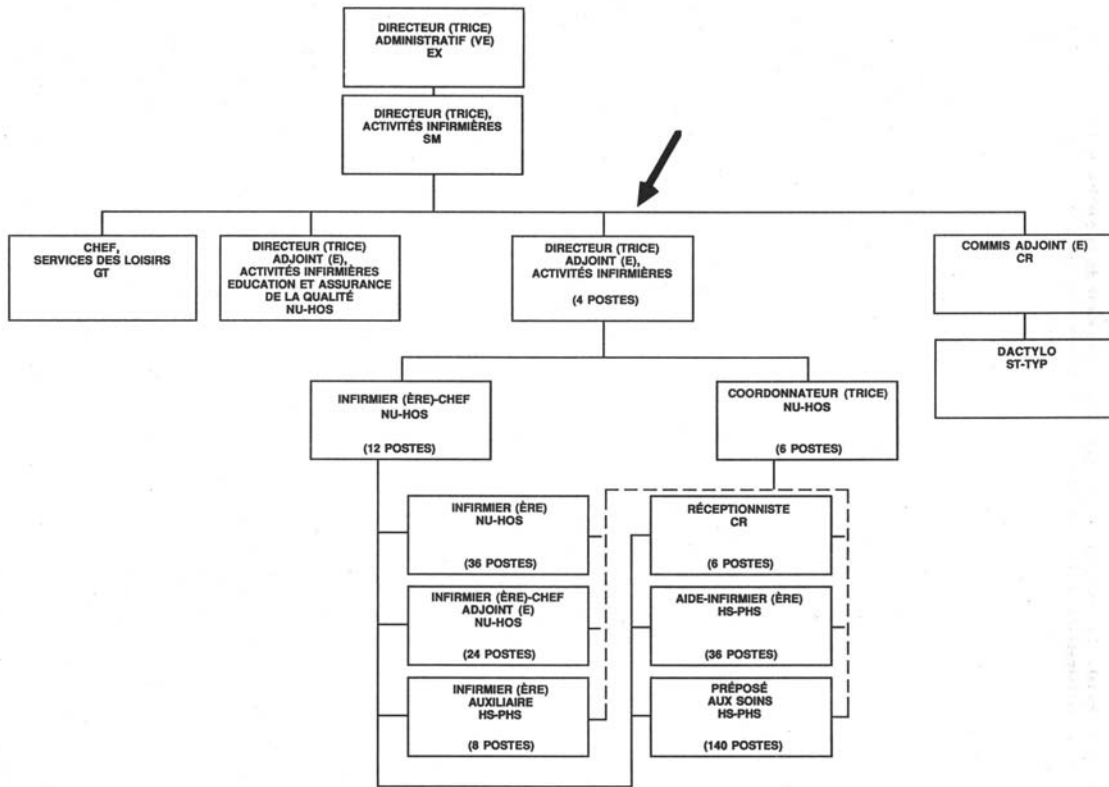 DIRECTEUR (TRICE)
ADMINISTRATIF (VE)
EX
DIRECTEUR (TRICE),
ACTIVITÉS INFIRMIÈRES
SM
CHEF,
SERVICES DES LOISIRS
GT
DIRECTEUR (TRICE)
ADJOINT (E),
ACTIVITÉS INFIRMIÈRES
EDUCATION ET ASSURANCE
DE LA QUALITÉ
NU-HOS
DIRECTEUR (TRICE)
ADJOINT (E),
ACTIVITÉS INFIRMIÈRES
(4 POSTES)
COMMIS ADJOINT (E)
CR
DACTYLO
ST-TYP
INFIRMIER (ÈRE)-CHEF
NU-HOS
(12 POSTES)
COORDONNATEUR (TRICE)
NU-HOS
(6 POSTES)
INFIRMIER (ÈRE)
NU-HOS
(36 POSTES)
RÉCEPTIONNISTE
CR
(6 POSTES)
INFIRMIER (ÈRE)-CHEF
ADJOINT (E)
NU-HOS
(24 POSTES)
AIDE-INFIRMIER (ÈRE)
HS-PHS
(36 POSTES)
INFIRMIER (ÈRE)
AUXILIAIRE
HS-PHS
(8 POSTES)
PRÉPOSÉ
AUX SOINS
HS-PHS
(140 POSTES)